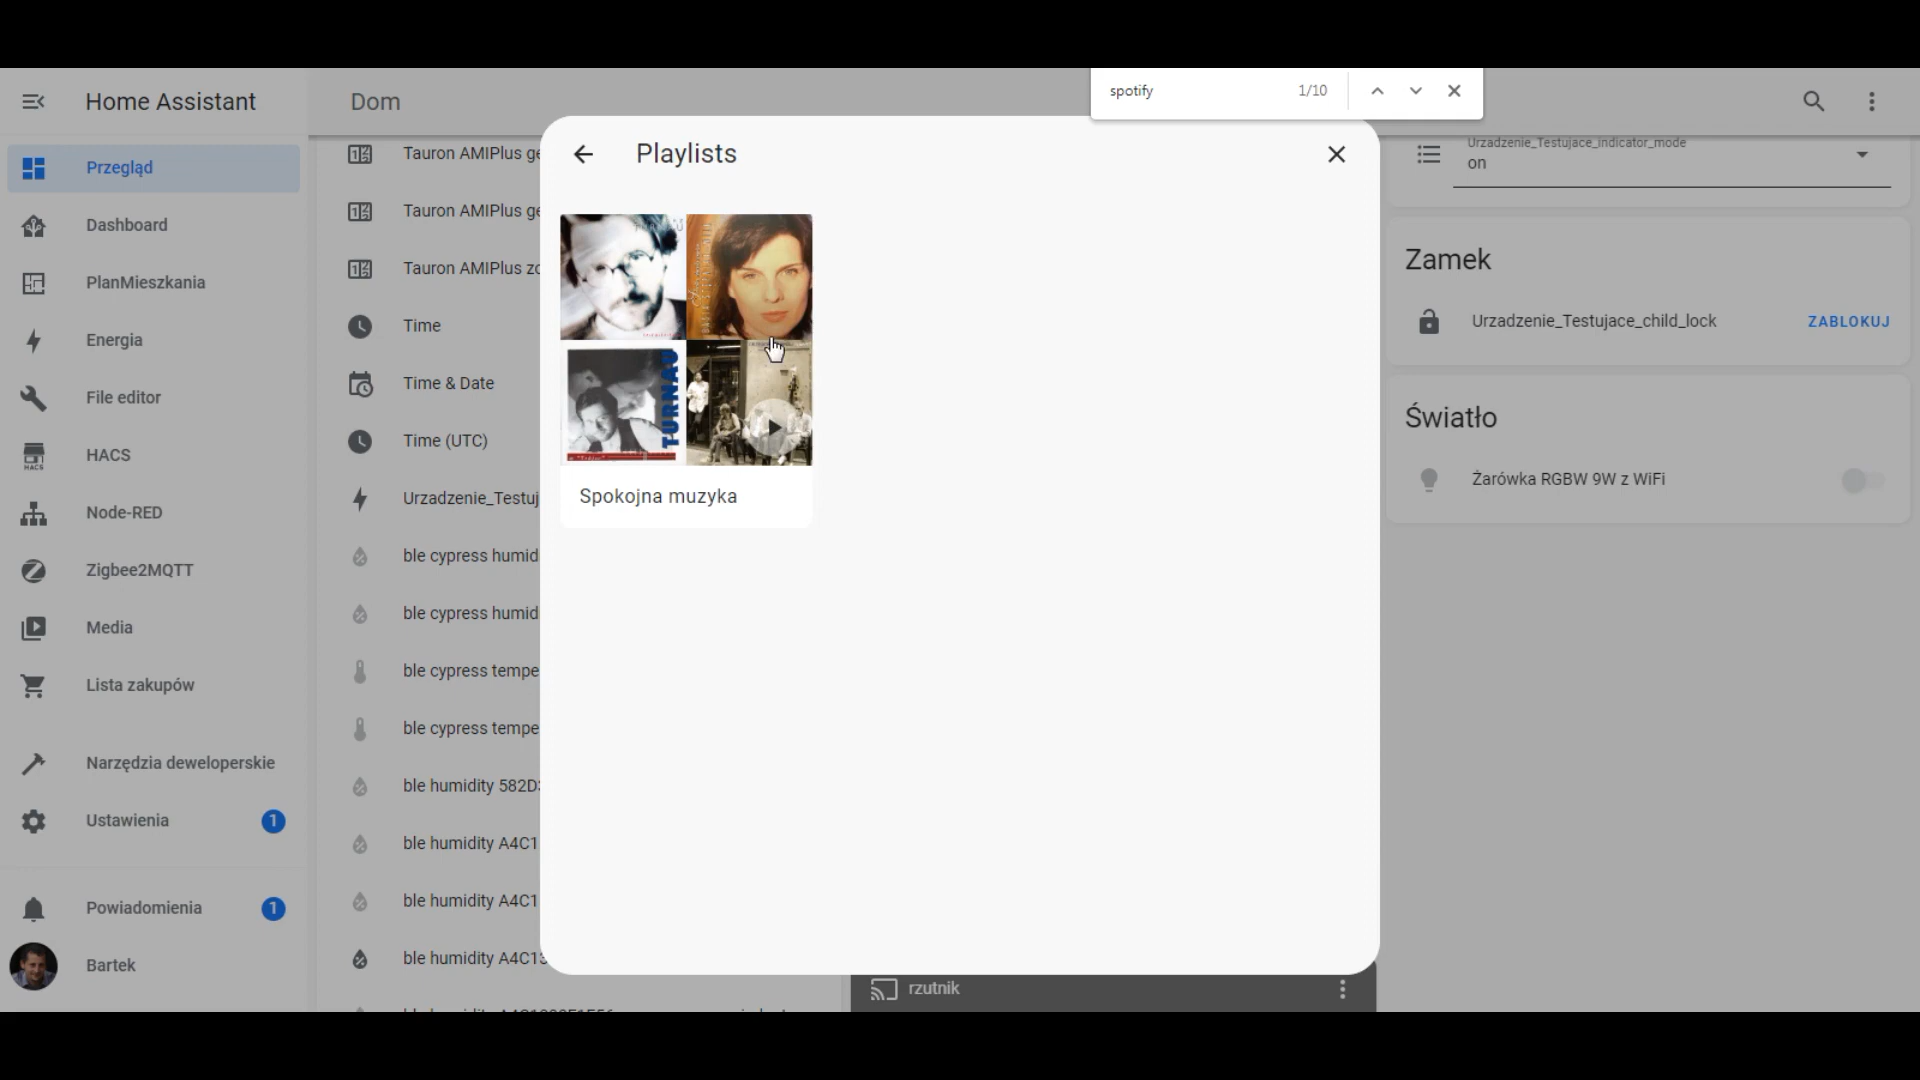 Home Assistant
Dom
spotify
1/10
Przegląd
Dashboard
PlanMieszkania
Energia
File editor
HACS
HACS
Node-RED
Zigbee2MQTT
Media
Lista zakupów
Narzędzia deweloperskie
Ustawienia
1
Powiadomienia
1
Bartek
Tauron AMIPlus ge
Tauron AMIPlus ge
Tauron AMIPlus zo
Time
Time & Date
Time (UTC)
Urzadzenie_Testuj
ble cypress humid
ble cypress humid
ble cypress tempe
ble cypress tempe
ble humidity 582D3
ble humidity A4C1
ble humidity A4C1
ble humidity A4C13
Playlists
TURNAU
TURNAU
Spokojna muzyka
rzutnik
Urzadzenie_Testujace_indicator_mode
on
Zamek
Urzadzenie_Testujace_child_lock
ZABLOKUJ
Światło
Żarówka RGBW 9W z WiFi